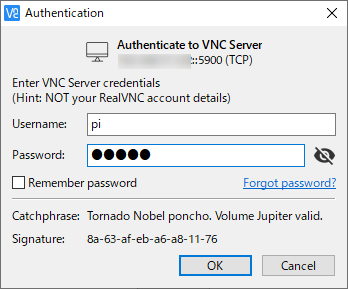 Authentication
Authenticate to VNC Server
::5900 (TCP)
Enter VNC Server credentials
(Hint: NOT your RealVNC account details)
Username: pi
Password: ●●●●●
Remember password Forgot password?
Catchphrase: Tornado Nobel poncho. Volume Jupiter valid.
Signature: 8a-63-af-eb-a6-a8-11-76
OK Cancel